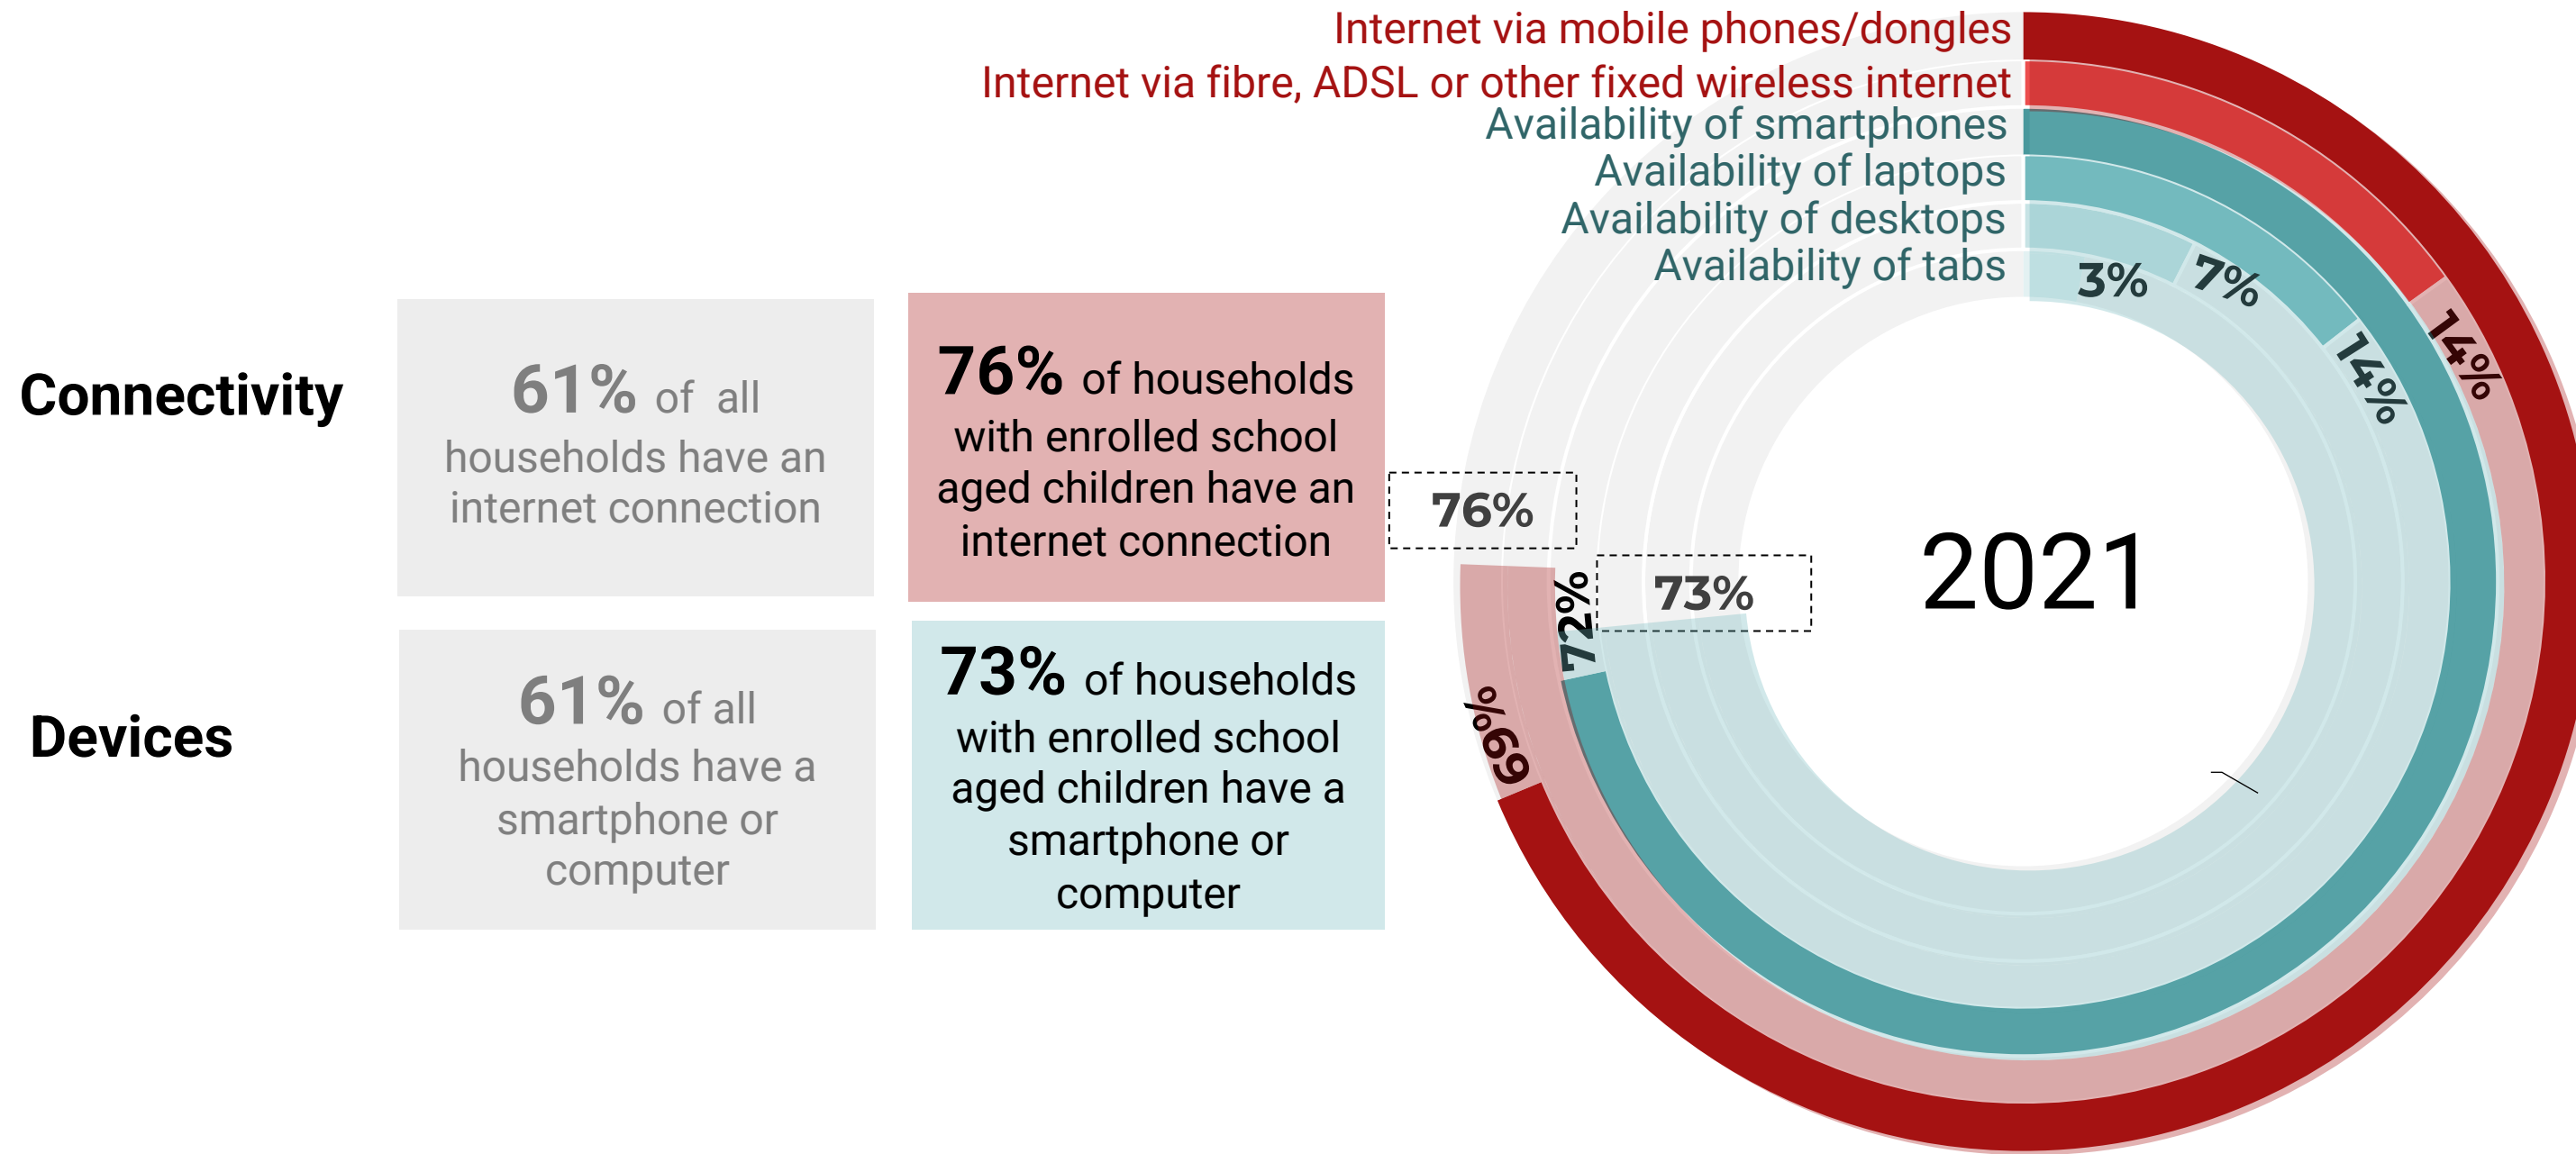 Internet via mobile phones/dongles
Internet via fibre, ADSL or other fixed wireless internet
Availability of smartphones
Availability of laptops
Availability of desktops
Availability of tabs
3%
7%
14%
14%
Connectivity
61% of all
households have an
internet connection
76% of households
with enrolled school
aged children have an
internet connection
76%
73%
72%
69%
2021
Devices
61% of all
households have a
smartphone or
computer
73% of households
with enrolled school
aged children have a
smartphone or
computer